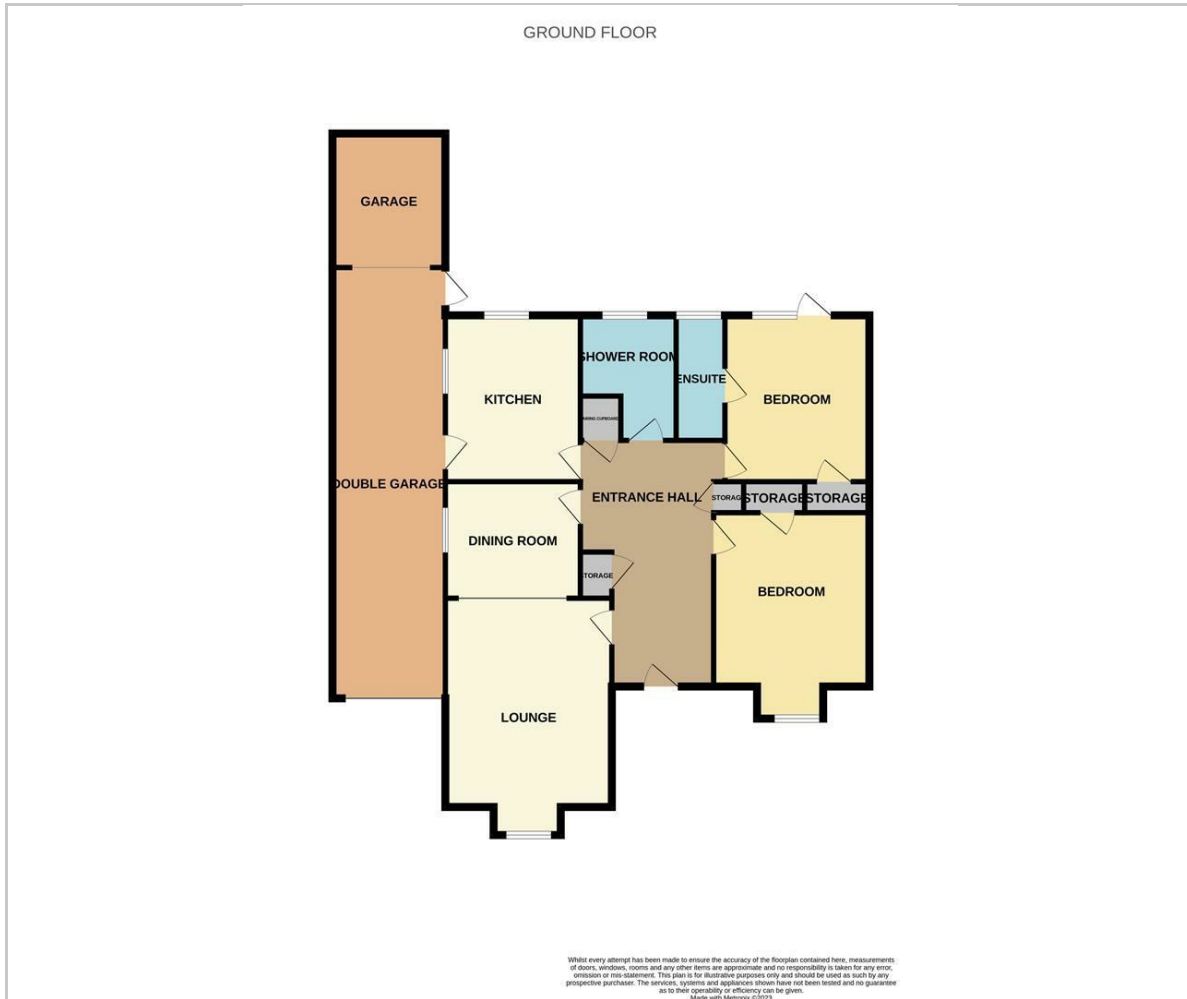 GROUND FLOOR
GARAGE
SHOWER ROOM
ENSUITE
KITCHEN
BEDROOM
CUPBOARD
DOUBLE GARAGE
ENTRANCE HALL
STORAGE
STORAGE
STORAGE
DINING ROOM
STORAGE
BEDROOM
LOUNGE
Whilst every attempt has been made to ensure the accuracy of the floorplan contained here, measurements
of doors, windows, rooms and any other items are approximate and no responsibility is taken for any error,
omission or mis-statement. This plan is for illustrative purposes only and should be used as such by any
prospective purchaser. The services, systems and appliances shown have not been tested and no guarantee
as to their operability or efficiency can be given.
Made with Metropix ©2023